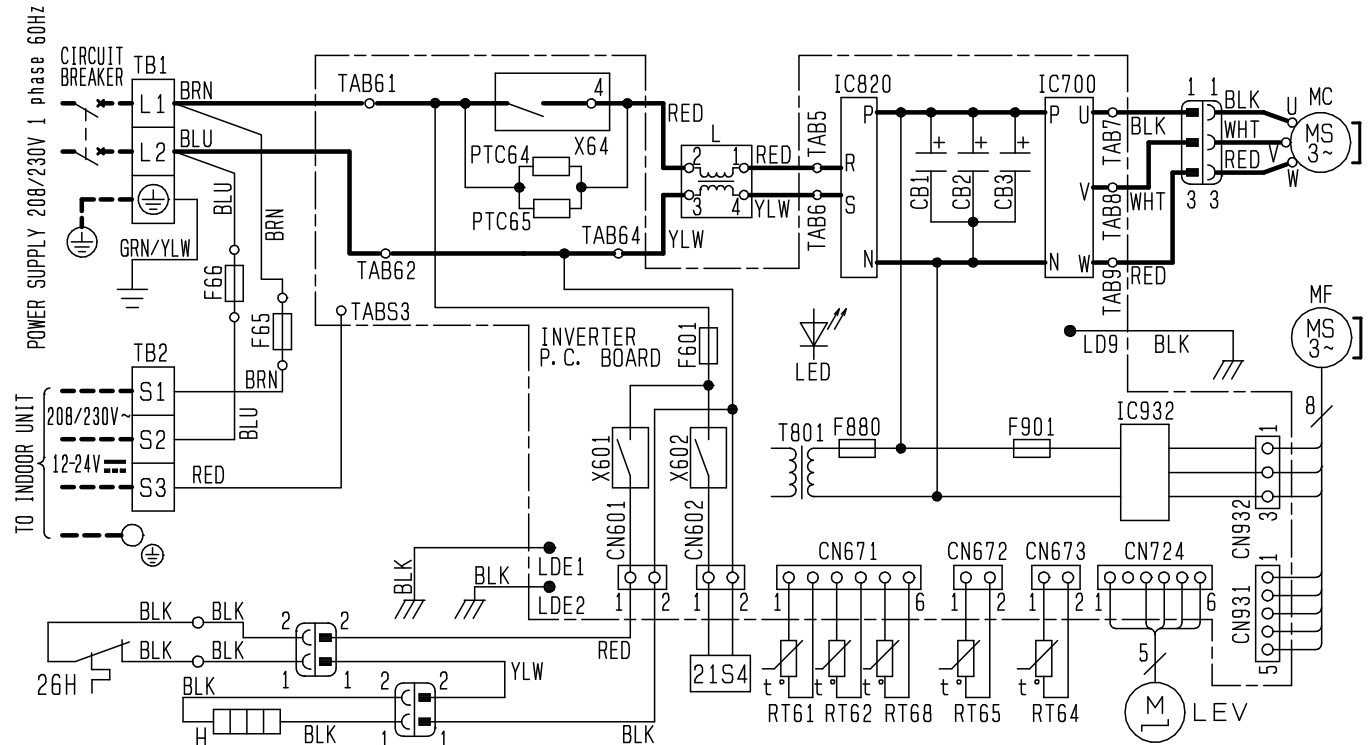 POWER SUPPLY 208/230V 1 phase 60Hz
CIRCUIT
BREAKER
TB1
L1
L2
BRN
BLU
GRN/YLW
BLU
BRN
F66
F65
TB2
S1
S2
S3
BRN
BLU
RED
TO INDOOR UNIT
208/230V~
12-24V
TAB61
TAB62
TABS3
4
X64
PTC64
PTC65
TAB64
RED
YLW
L
2 1
3 4
RED
YLW
TAB5
TAB6
IC820
P
R
S
N
+ + +
CB1
CB2
CB3
IC700
P
N
U
V
W
TAB7
TAB8
TAB9
BLK
WHT
RED
1 1
3 3
BLK
WHT
RED
U
V
W
MC
MS
3~
INVERTER
P.C. BOARD
F601
LED
LD9
BLK
MF
MS
3~
8
X601
X602
CN601
CN602
1 2
1 2
T801
F880
F901
IC932
CN932
1
3
CN931
1
5
LDE1
LDE2
BLK
BLK
CN671
1 6
CN672
1 2
CN673
1 2
CN724
1 6
21S4
t°
t°
t°
t°
t°
RT61
RT62
RT68
RT65
RT64
5
M
LEV
26H
BLK BLK
BLK BLK
2 2
1 1
RED
YLW
BLK
2 2
1 1
H
BLK
BLK